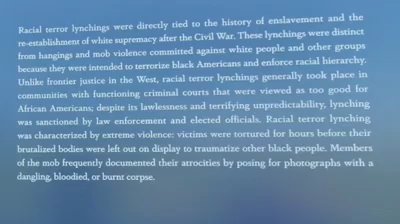 Racial terror lynchings were directly tied to the history of enslavement and the
re-establishment of white supremacy after the Civil War. These lynchings were distinct
from hangings and mob violence committed against white people and other groups
because they were intended to terrorize black Americans and enforce racial hierarchy.
Unlike frontier justice in the West, racial terror lynchings generally took place in
communities with functioning criminal courts that were viewed as too good for
African Americans; despite its lawlessness and terrifying unpredictability, lynching
was sanctioned by law enforcement and elected officials. Racial terror lynching
was characterized by extreme violence: victims were tortured for hours before their
brutalized bodies were left out on display to traumatize other black people. Members
of the mob frequently documented their atrocities by posing for photographs with a
dangling, bloodied, or burnt corpse.